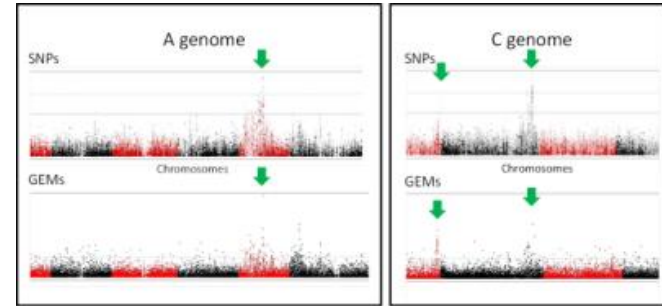 A genome
SNPs
Chromosomes
GEMs
C genome
SNPs
Chromosomes
GEMs